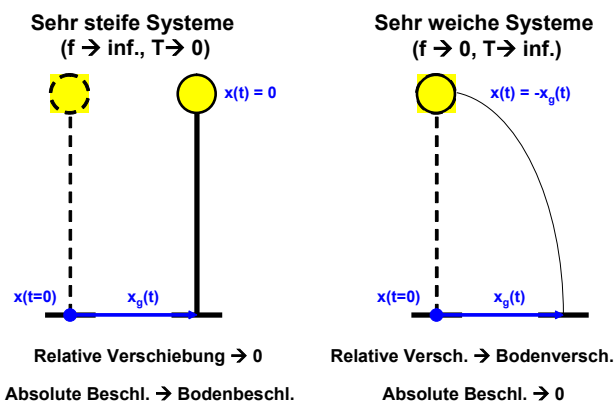 Sehr steife Systeme
(f → inf., T→ 0)
x(t) = 0
x(t=0)
xg(t)
Relative Verschiebung → 0
Absolute Beschl. → Bodenbeschl.
Sehr weiche Systeme
(f → 0, T→ inf.)
x(t) = -xg(t)
x(t=0)
xg(t)
Relative Versch. → Bodenversch.
Absolute Beschl. → 0